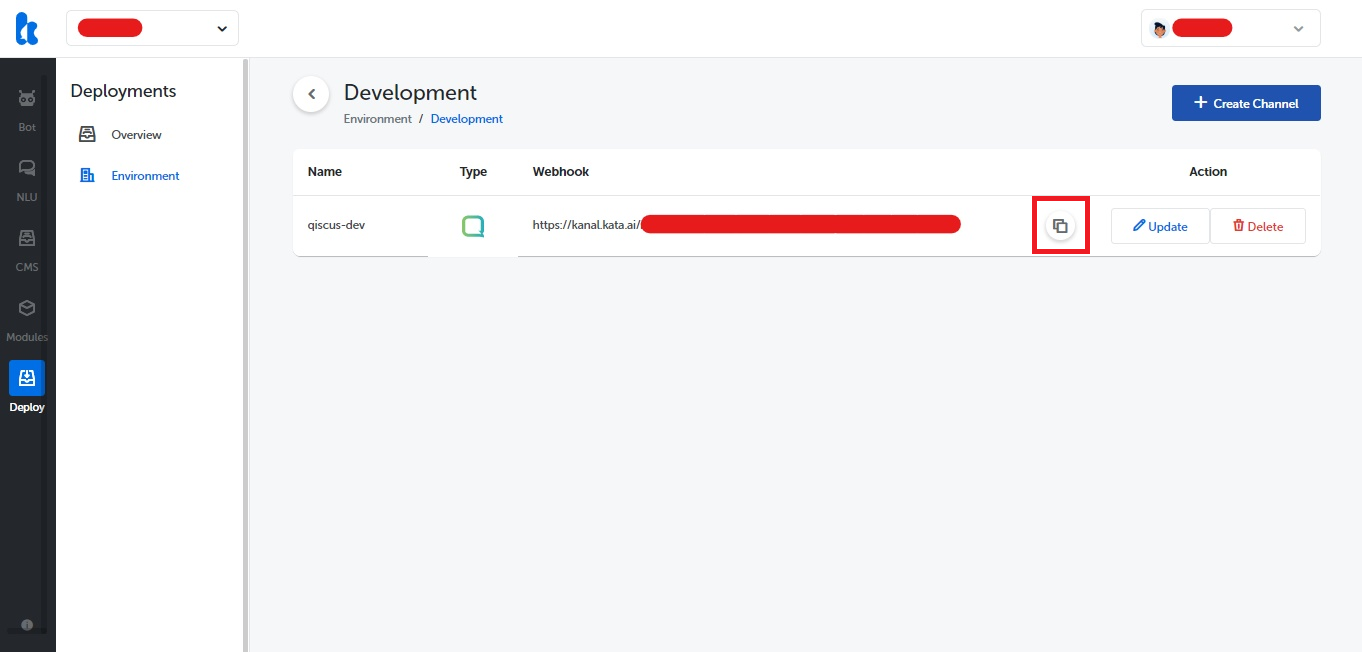 Bot
NLU
CMS
Modules
Deploy
Deployments
Overview
Environment
Development
Environment / Development
+ Create Channel
Name Type Webhook Action
qiscus-dev https://kanal.kata.ai/ Update Delete